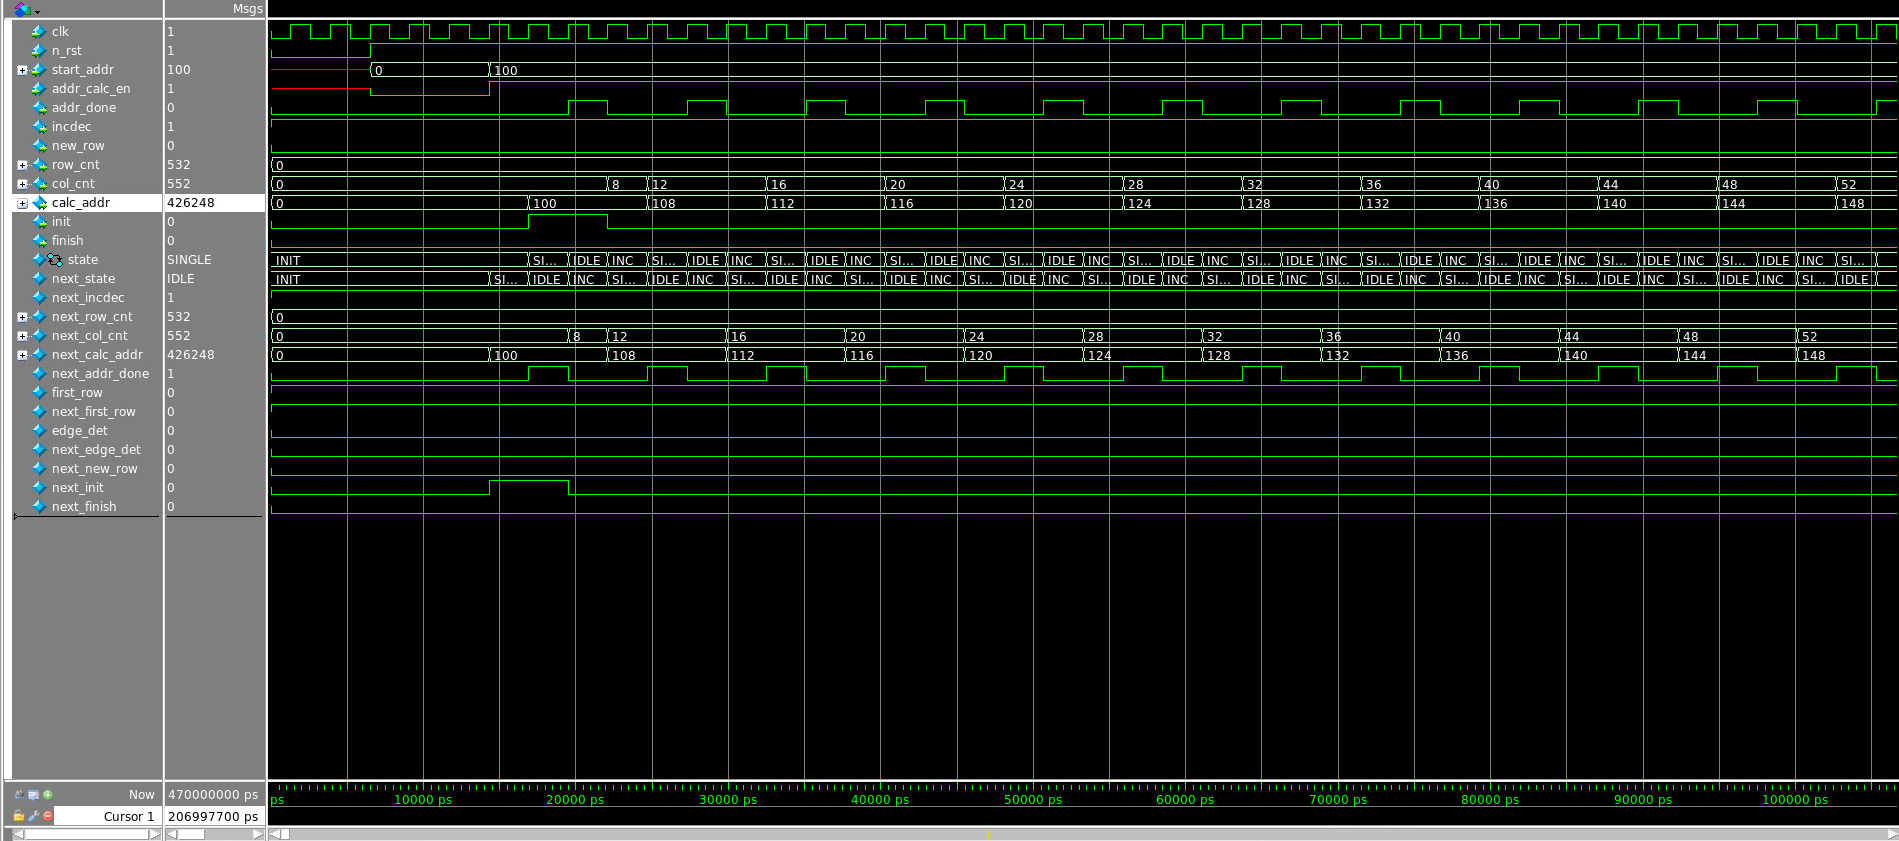 Msgs
clk 1
n_rst 1
start_addr 100 0 100
addr_calc_en 1
addr_done 0
incdec 1
new_row 0
row_cnt 532 0
col_cnt 552 0 8 12 16 20 24 28 32 36 40 44 48 52
calc_addr 426248 0 100 108 112 116 120 124 128 132 136 140 144 148
init 0
finish 0
state SINGLE INIT SI... IDLE INC SI... IDLE INC SI... IDLE INC SI... IDLE INC SI... IDLE INC SI... IDLE INC SI... IDLE INC SI... IDLE INC SI... IDLE INC SI... IDLE INC SI... IDLE INC SI...
next_state IDLE INIT SI... IDLE INC SI... IDLE INC SI... IDLE INC SI... IDLE INC SI... IDLE INC SI... IDLE INC SI... IDLE INC SI... IDLE INC SI... IDLE INC SI... IDLE INC SI... IDLE INC SI... IDLE
next_incdec 1
next_row_cnt 532 0
next_col_cnt 552 0 8 12 16 20 24 28 32 36 40 44 48 52
next_calc_addr 426248 0 100 108 112 116 120 124 128 132 136 140 144 148
next_addr_done 1
first_row 0
next_first_row 0
edge_det 0
next_edge_det 0
next_new_row 0
next_init 0
next_finish 0
Now 470000000 ps ps 10000 ps 20000 ps 30000 ps 40000 ps 50000 ps 60000 ps 70000 ps 80000 ps 90000 ps 100000 ps
Cursor 1 206997700 ps